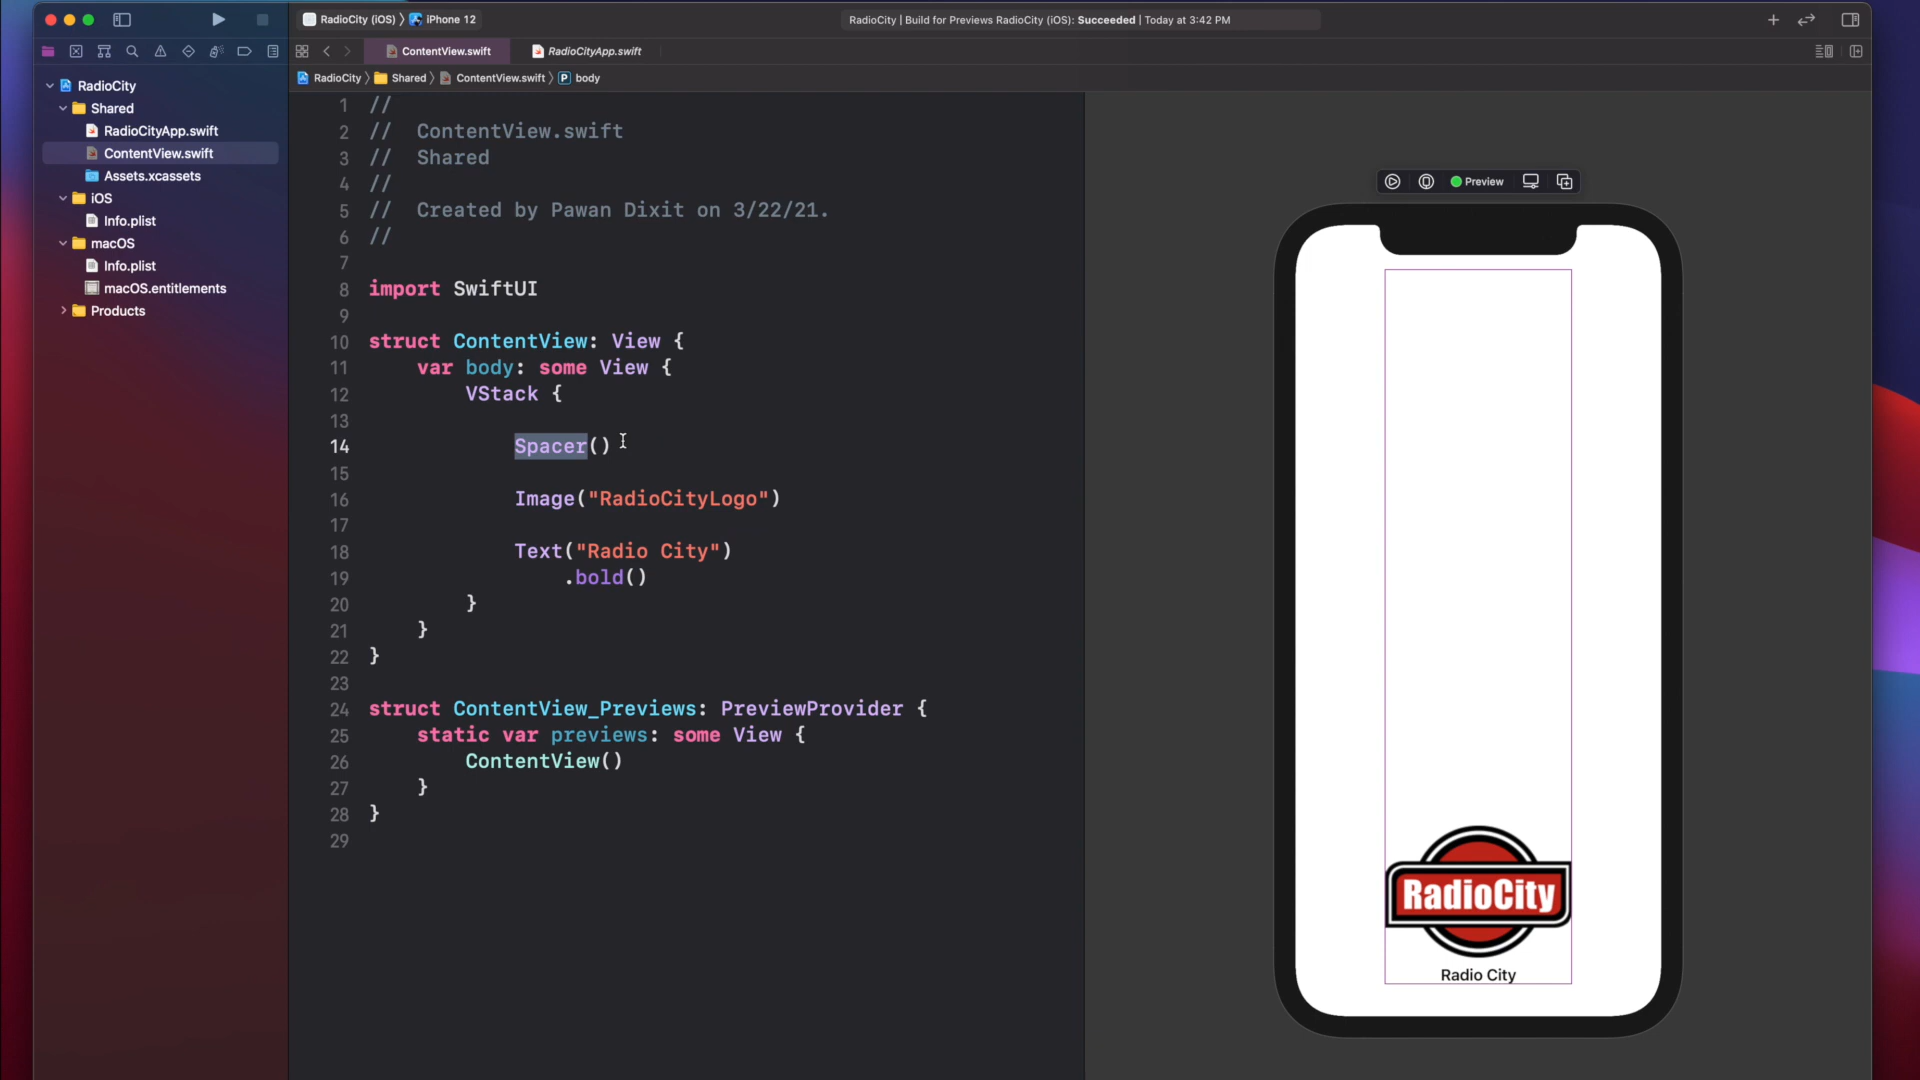 RadioCity (iOS) 〉 iPhone 12
RadioCity | Build for Previews RadioCity (iOS): Succeeded | Today at 3:42 PM
ContentView.swift
RadioCityApp.swift
RadioCity 〉 Shared 〉 ContentView.swift 〉 P body
RadioCity
Shared
RadioCityApp.swift
ContentView.swift
Assets.xcassets
iOS
Info.plist
macOS
Info.plist
macOS.entitlements
Products
1 //
2 //  ContentView.swift
3 //  Shared
4 //
5 //  Created by Pawan Dixit on 3/22/21.
6 //
7
8 import SwiftUI
9
10 struct ContentView: View {
11     var body: some View {
12         VStack {
13
14             Spacer()
15
16             Image("RadioCityLogo")
17
18             Text("Radio City")
19                 .bold()
20         }
21     }
22 }
23
24 struct ContentView_Previews: PreviewProvider {
25     static var previews: some View {
26         ContentView()
27     }
28 }
29
Preview
RadioCity
Radio City